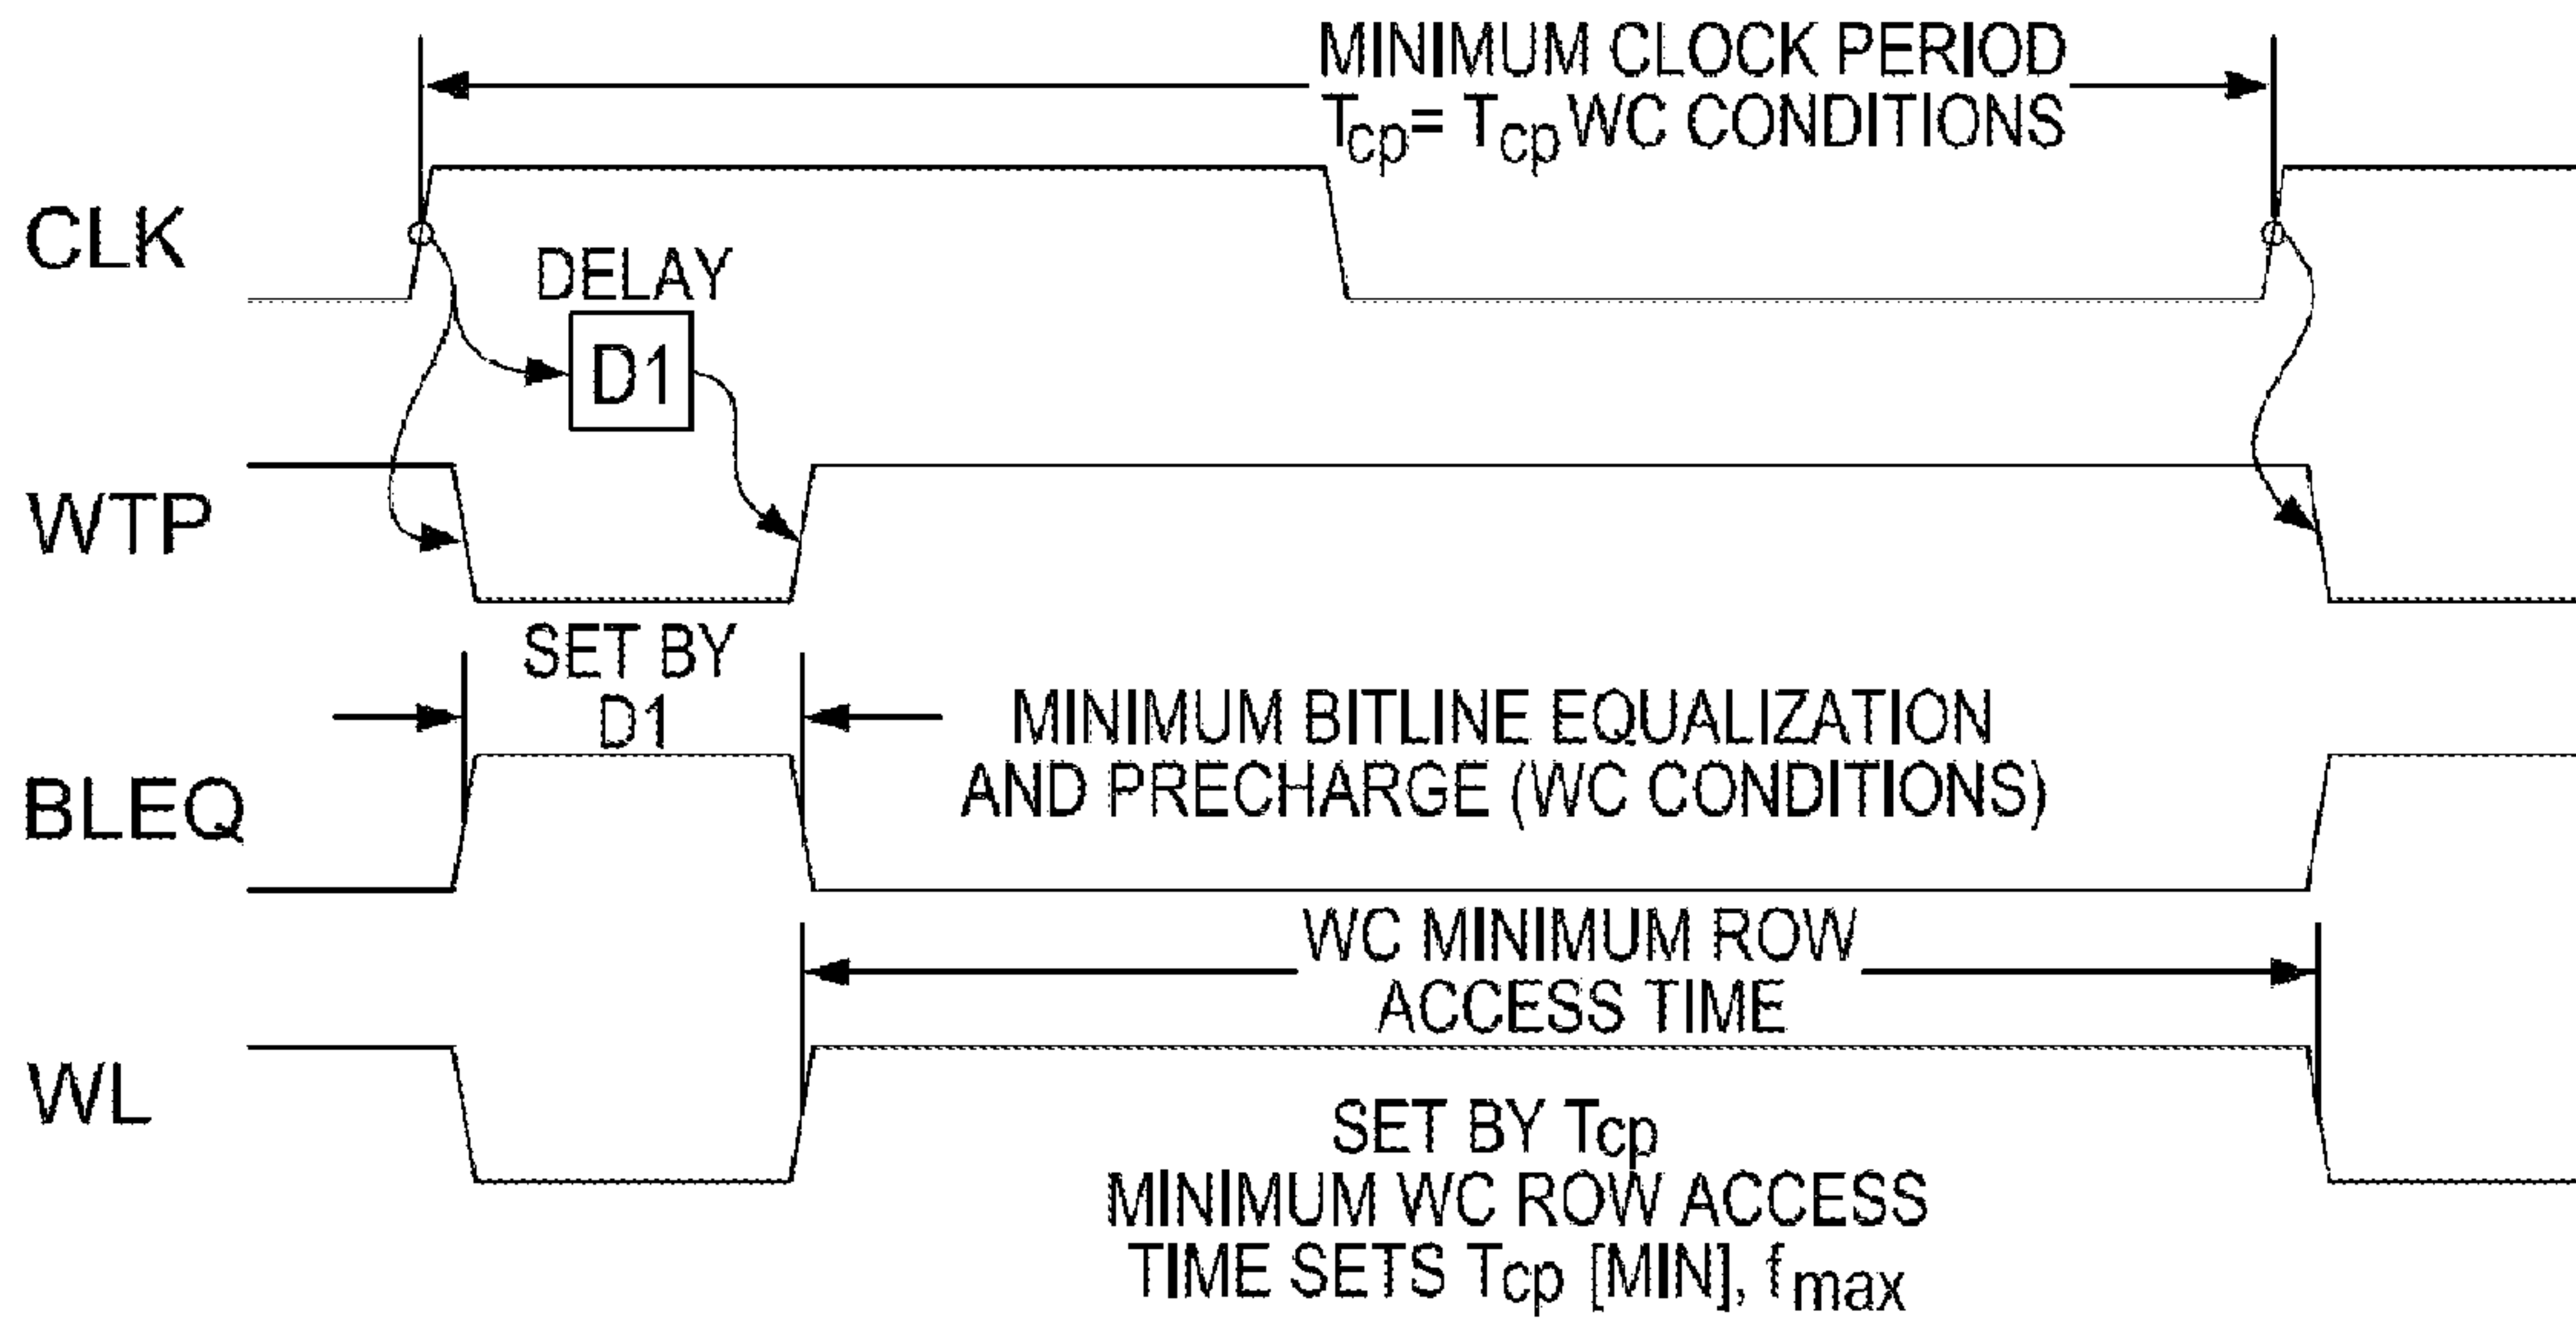 MINIMUM CLOCK PERIOD
Tcp= Tcp WC CONDITIONS
CLK
DELAY
D1
WTP
SET BY
D1
MINIMUM BITLINE EQUALIZATION
AND PRECHARGE (WC CONDITIONS)
BLEQ
WC MINIMUM ROW
ACCESS TIME
WL
SET BY Tcp
MINIMUM WC ROW ACCESS
TIME SETS Tcp [MIN], fmax